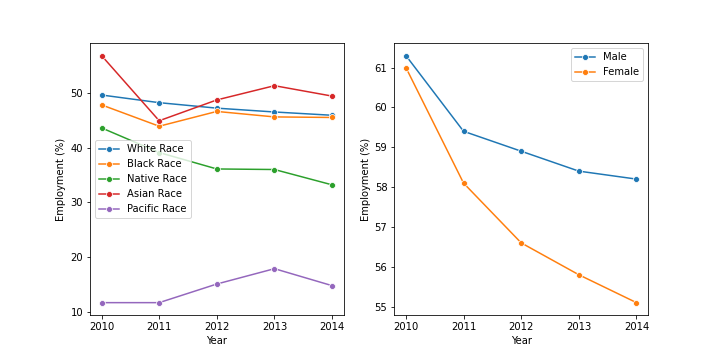 50
40
30
20
10
Employment (%)
White Race
Black Race
Native Race
Asian Race
Pacific Race
2010 2011 2012 2013 2014
Year
61
60
59
58
57
56
55
Employment (%)
Male
Female
2010 2011 2012 2013 2014
Year